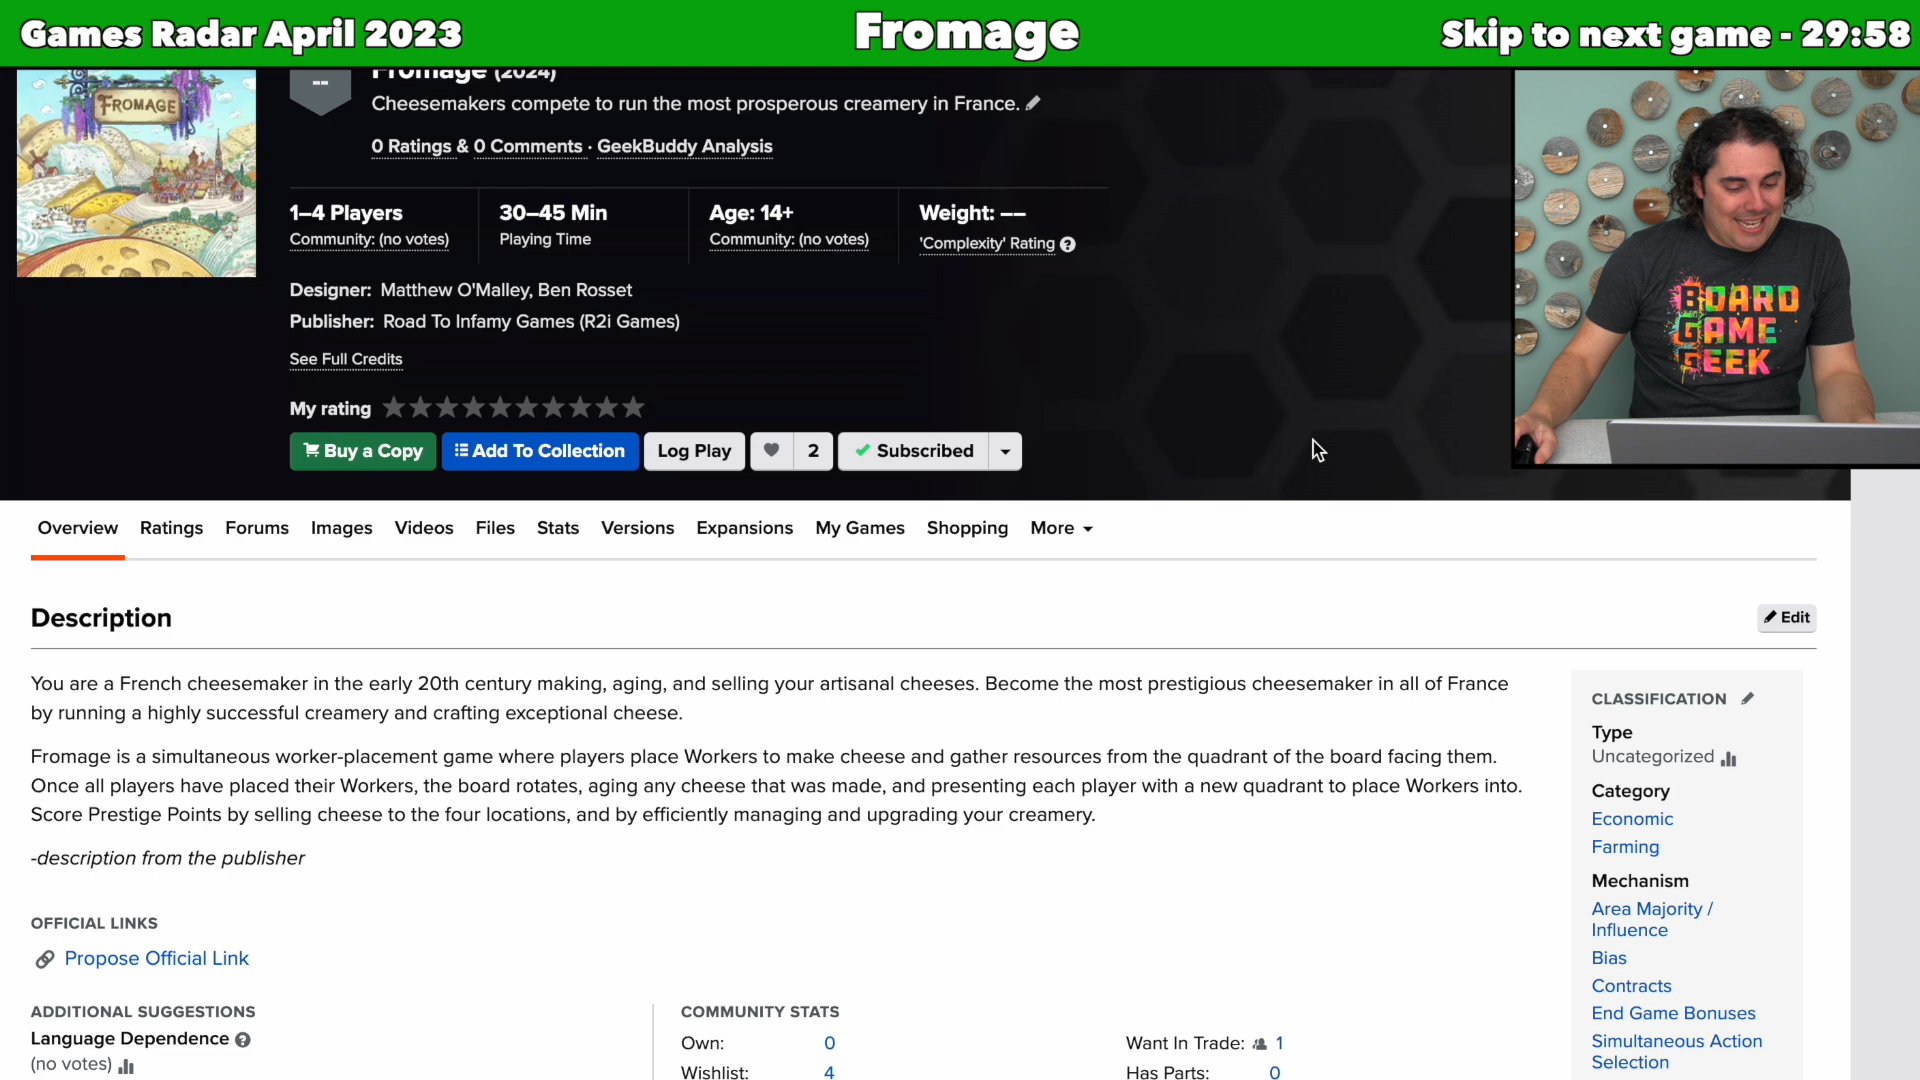 Games Radar April 2023
Fromage
Skip to next game - 29:58
FROMAGE
--
Fromage (2024)
Cheesemakers compete to run the most prosperous creamery in France.
0 Ratings & 0 Comments · GeekBuddy Analysis
1–4 Players
Community: (no votes)
30–45 Min
Playing Time
Age: 14+
Community: (no votes)
Weight: ––
'Complexity' Rating ?
Designer: Matthew O'Malley, Ben Rosset
Publisher: Road To Infamy Games (R2i Games)
See Full Credits
My rating
Buy a Copy
Add To Collection
Log Play
2
Subscribed
BOARD
GAME
GEEK
Overview
Ratings
Forums
Images
Videos
Files
Stats
Versions
Expansions
My Games
Shopping
More
Description
Edit
You are a French cheesemaker in the early 20th century making, aging, and selling your artisanal cheeses. Become the most prestigious cheesemaker in all of France
by running a highly successful creamery and crafting exceptional cheese.
Fromage is a simultaneous worker-placement game where players place Workers to make cheese and gather resources from the quadrant of the board facing them.
Once all players have placed their Workers, the board rotates, aging any cheese that was made, and presenting each player with a new quadrant to place Workers into.
Score Prestige Points by selling cheese to the four locations, and by efficiently managing and upgrading your creamery.
-description from the publisher
OFFICIAL LINKS
Propose Official Link
ADDITIONAL SUGGESTIONS
Language Dependence ?
(no votes)
COMMUNITY STATS
Own: 0
Wishlist: 4
Want In Trade: 1
Has Parts: 0
CLASSIFICATION
Type
Uncategorized
Category
Economic
Farming
Mechanism
Area Majority /
Influence
Bias
Contracts
End Game Bonuses
Simultaneous Action
Selection